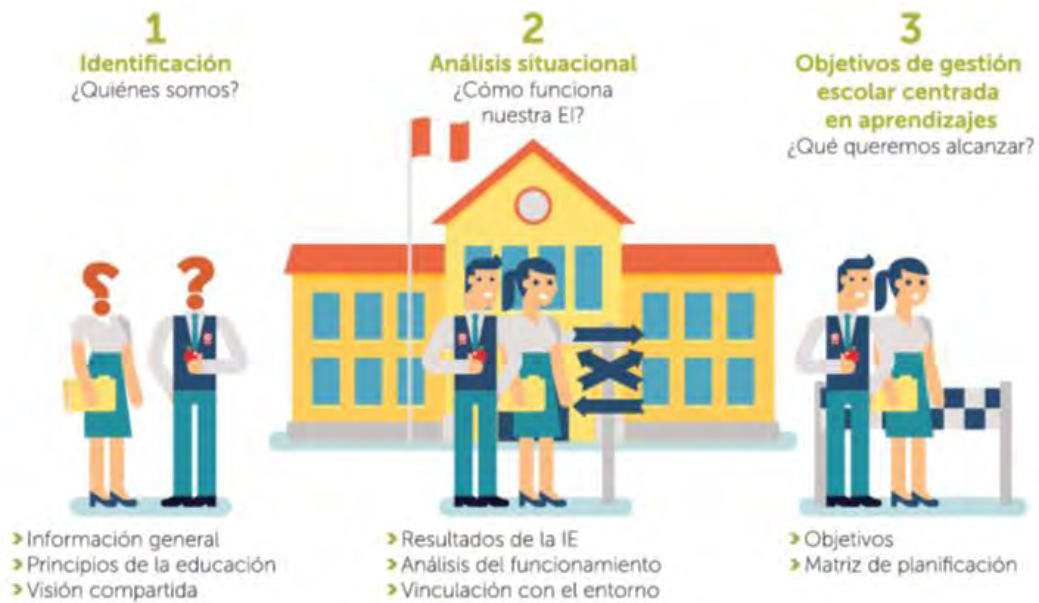 1
Identificación
¿Quiénes somos?
2
Análisis situacional
¿Cómo funciona
nuestra EI?
3
Objetivos de gestión
escolar centrada
en aprendizajes
¿Qué queremos alcanzar?
> Información general
> Principios de la educación
> Visión compartida
> Resultados de la IE
> Análisis del funcionamiento
> Vinculación con el entorno
> Objetivos
> Matriz de planificación